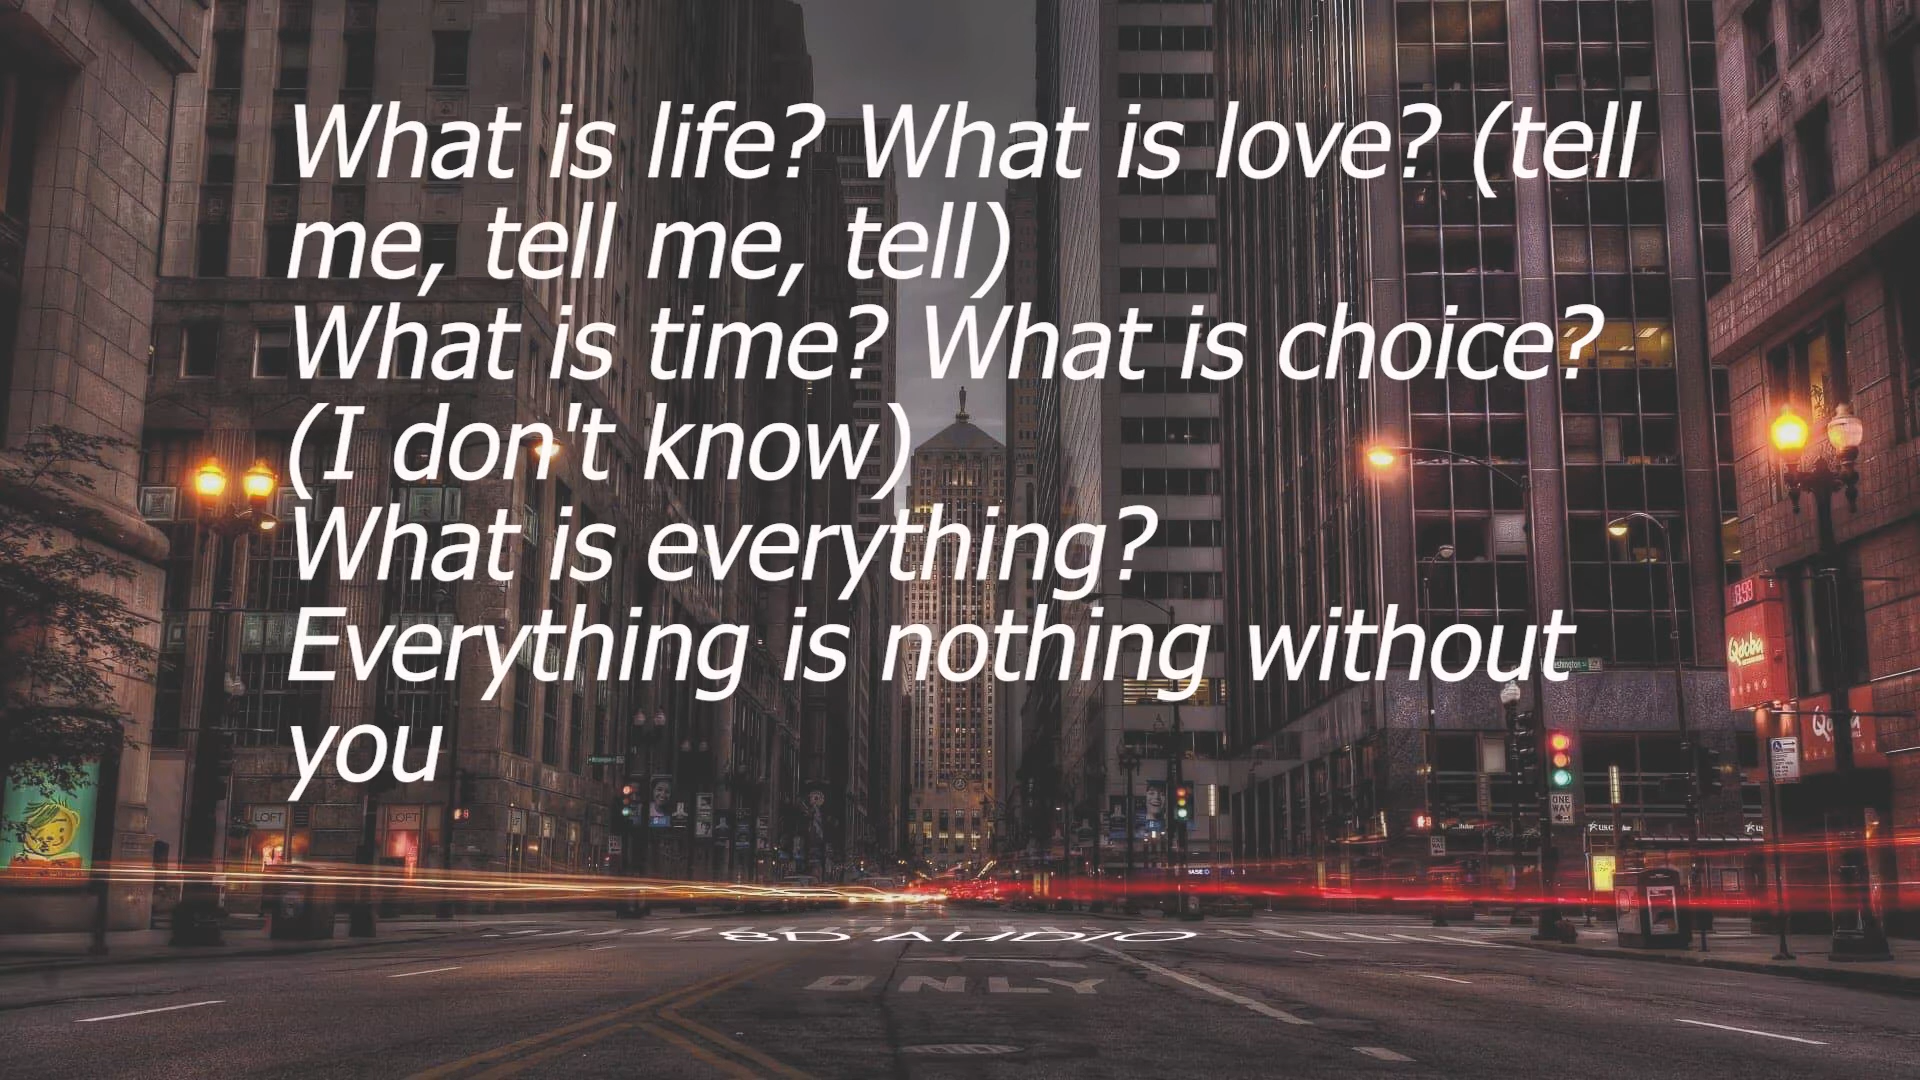 What is life? What is love? (tell
me, tell me, tell)
What is time? What is choice?
(I don't know)
What is everything?
Everything is nothing without
you
LOFT
LOFT
Qdoba
ONE
WAY
8D AUDIO
ONLY